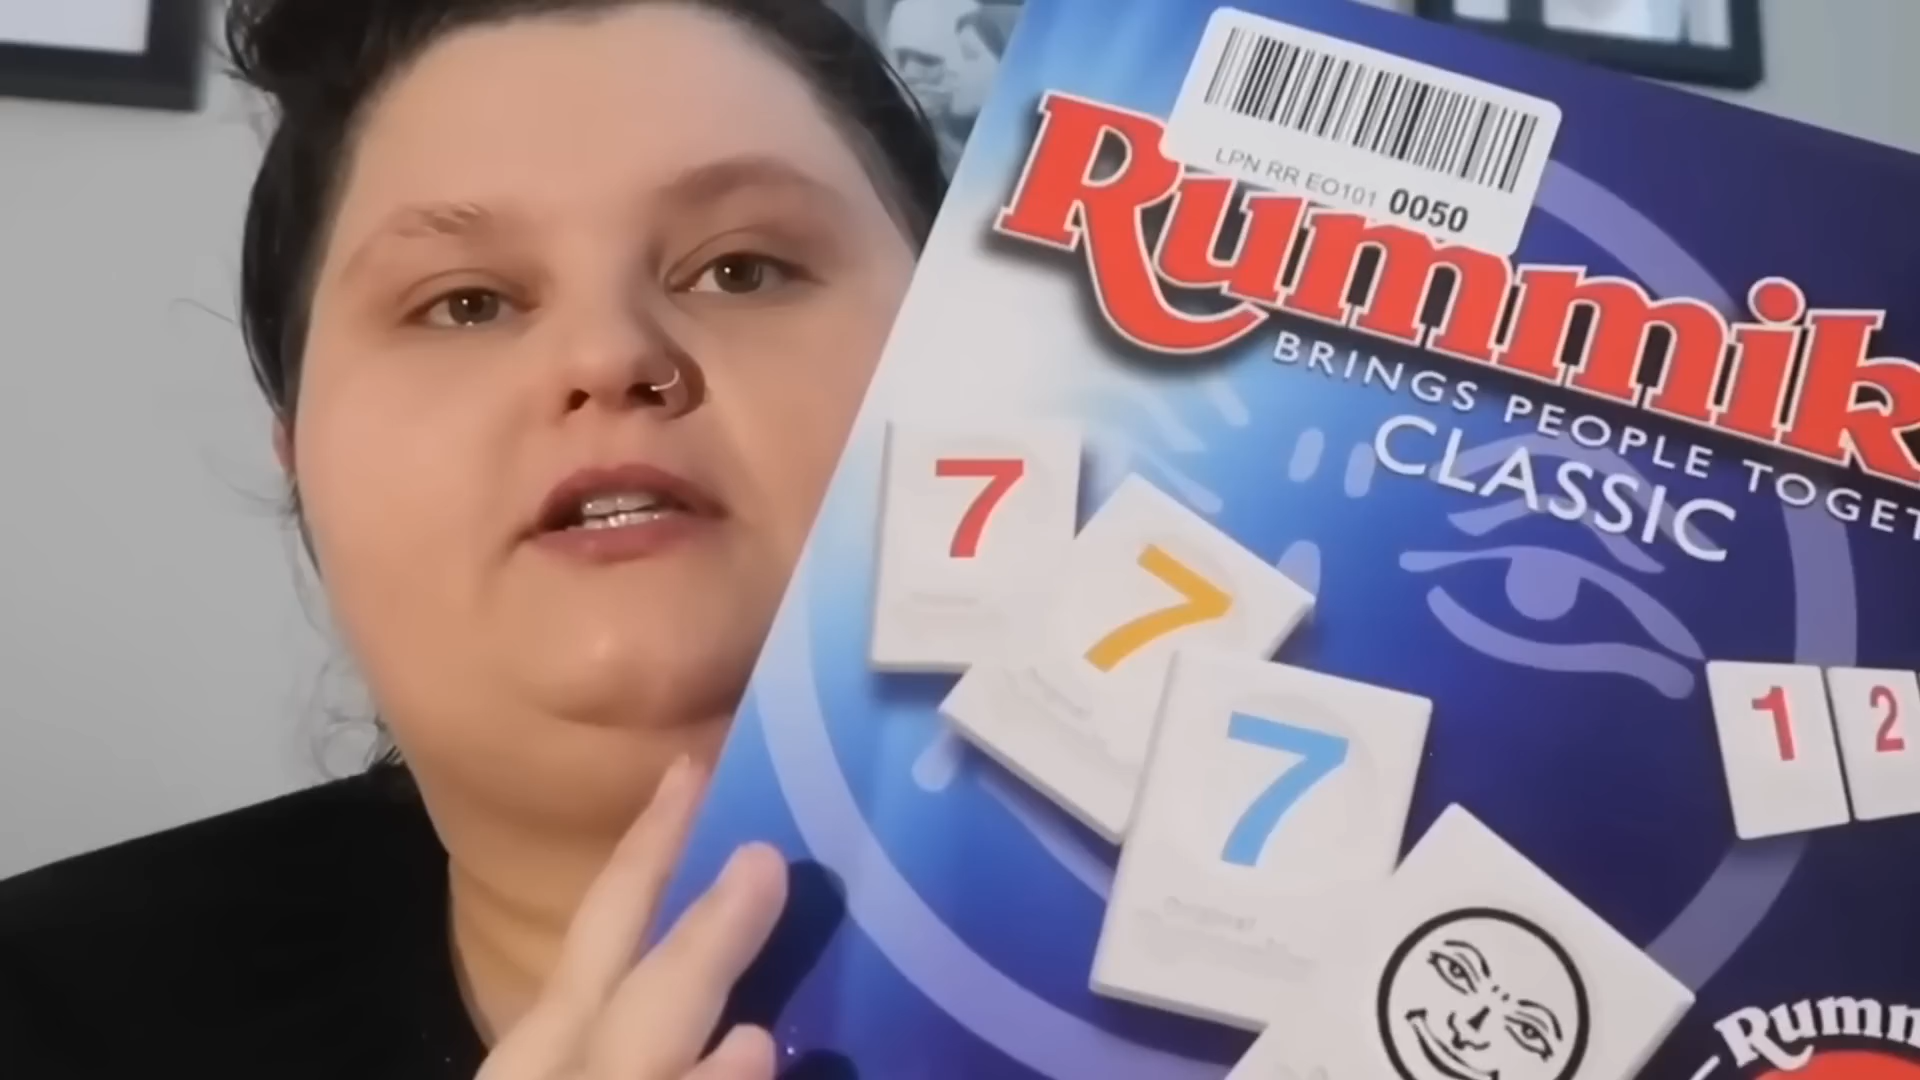 LPN RR EO101 0050
Rummik
BRINGS PEOPLE TOGET
CLASSIC
7
7
7
1 2
Rumm